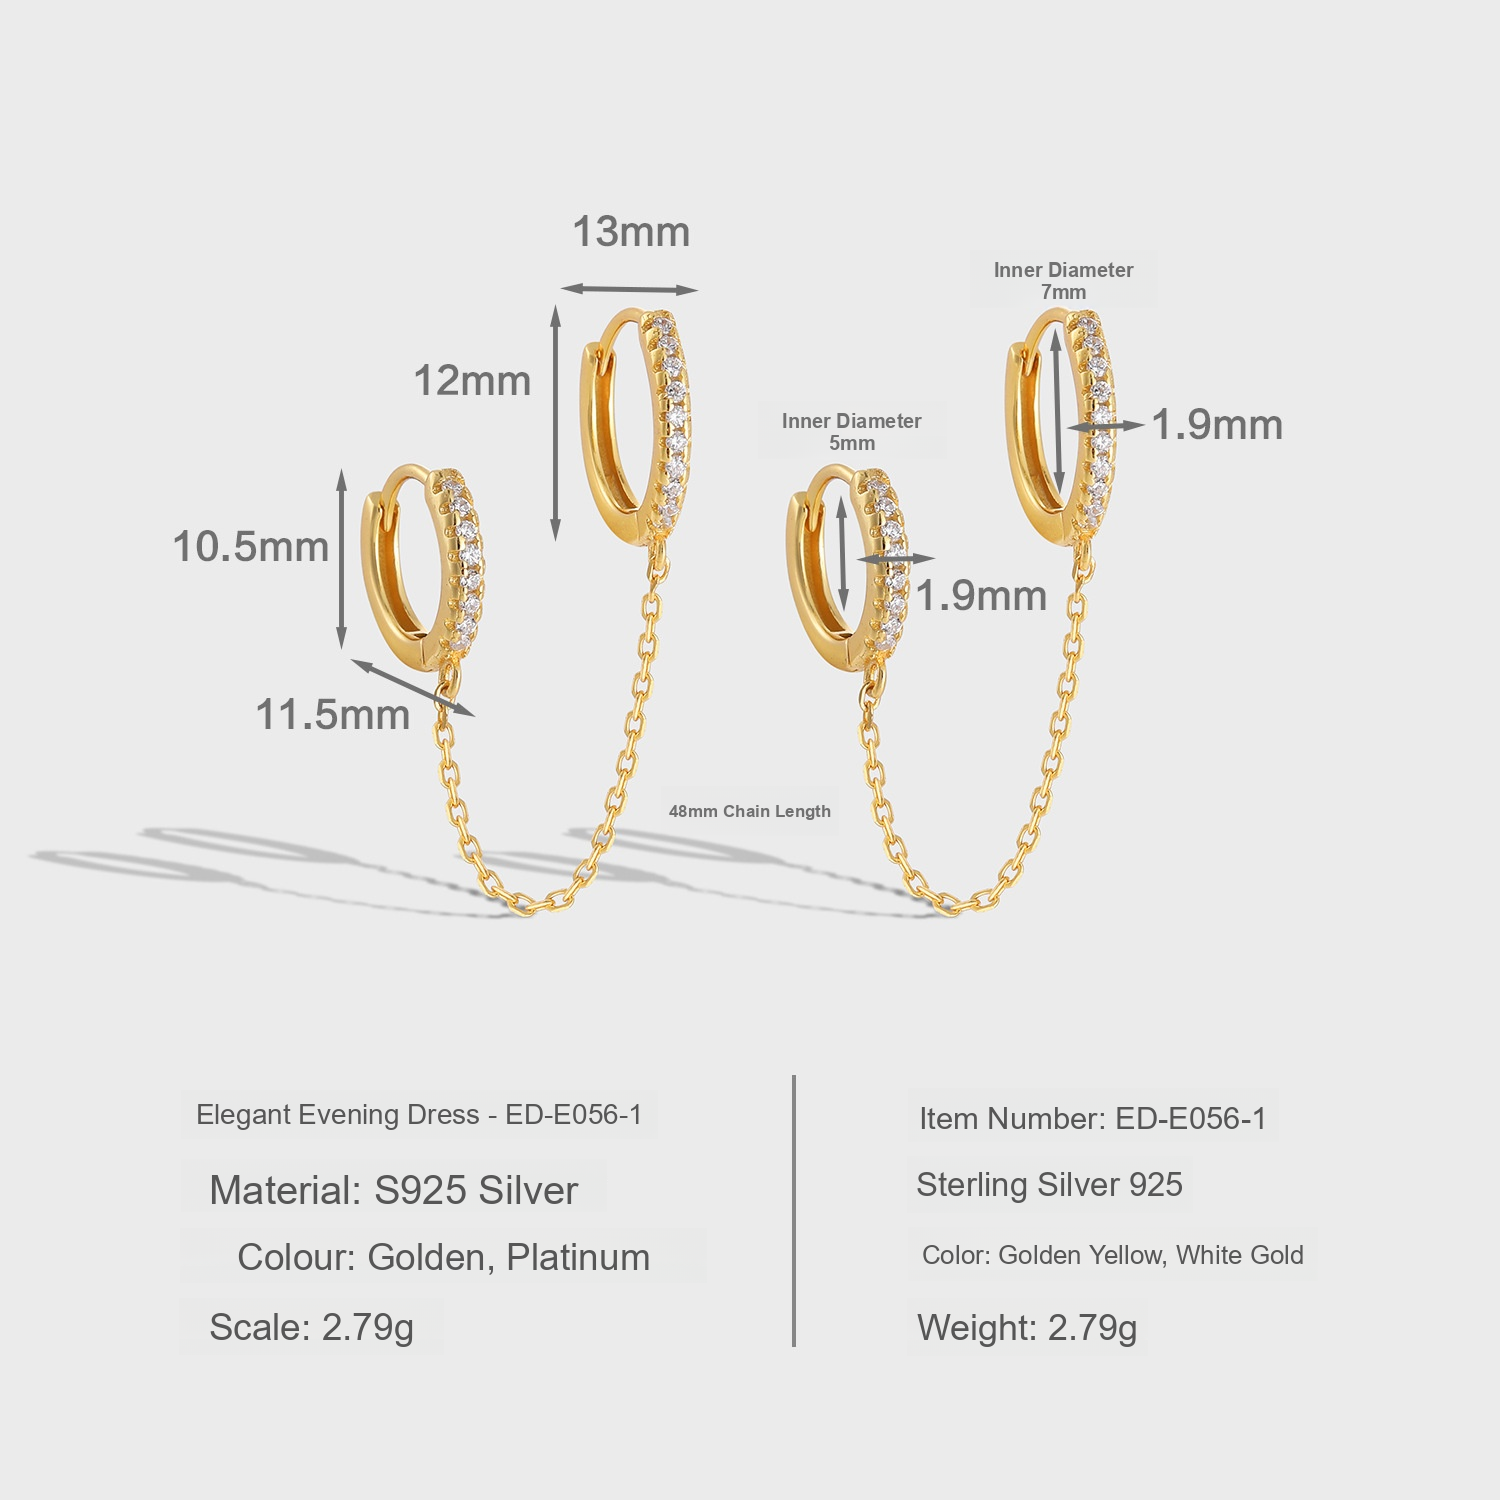 13mm
Inner Diameter
7mm
12mm
1.9mm
Inner Diameter
5mm
10.5mm
1.9mm
11.5mm
48mm Chain Length
Elegant Evening Dress - ED-E056-1
Material: S925 Silver
Colour: Golden, Platinum
Scale: 2.79g
Item Number: ED-E056-1
Sterling Silver 925
Color: Golden Yellow, White Gold
Weight: 2.79g